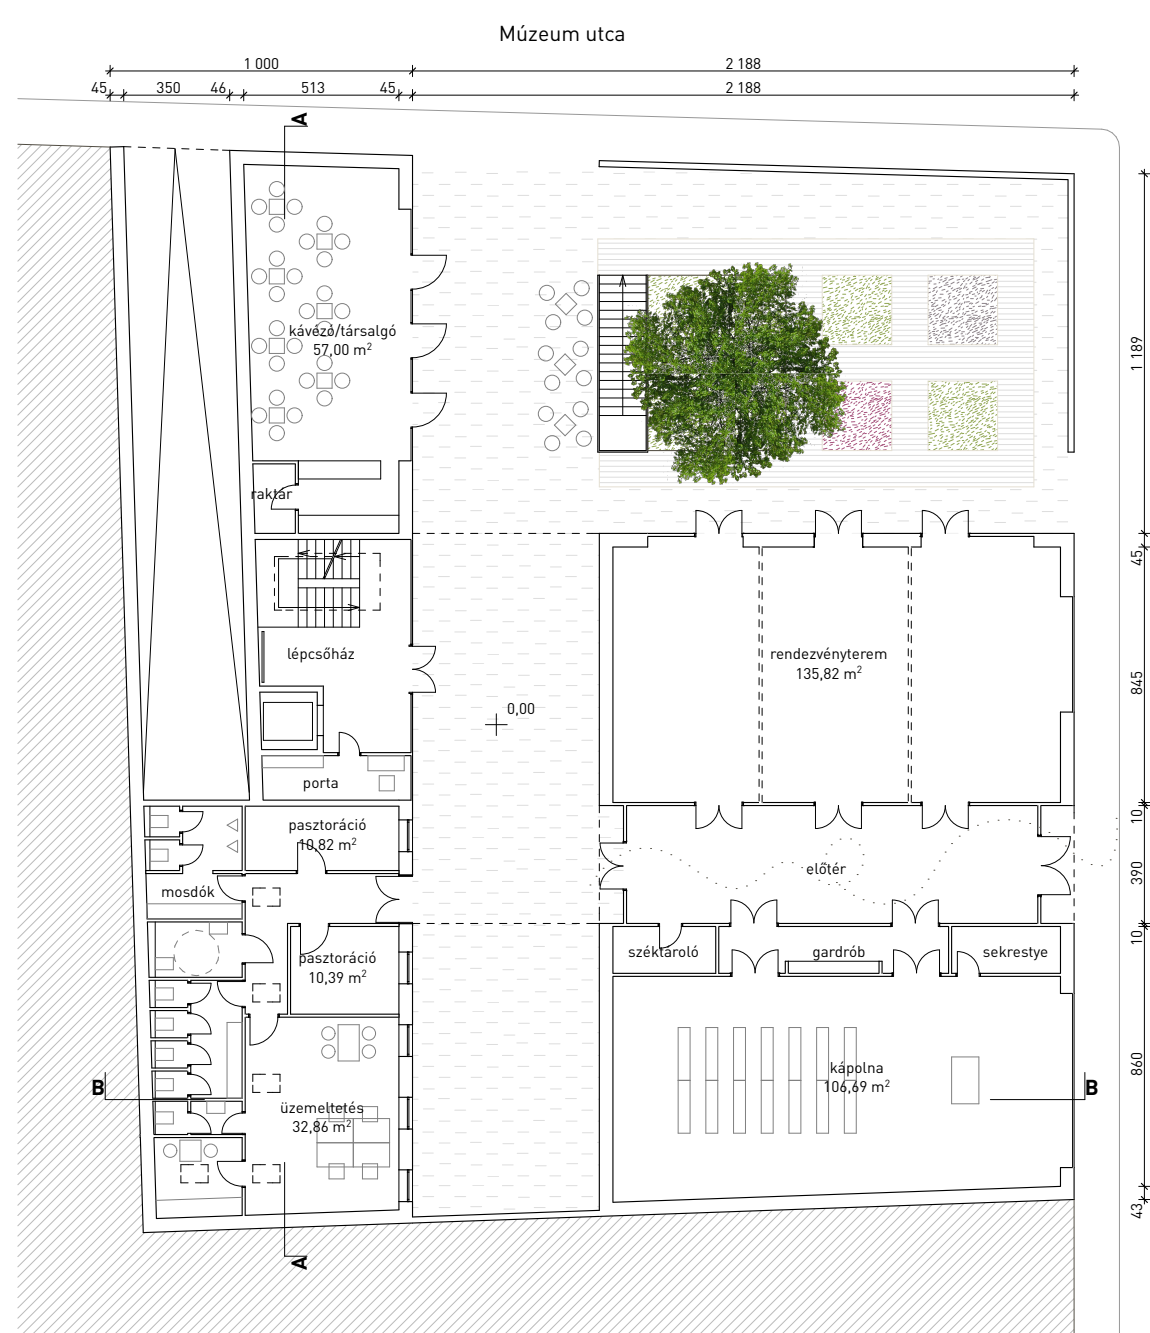 Múzeum utca
1 000
2 188
45
350
46
513
45
2 188
A
kávézó/társalgó
57,00 m²
1 189
raktár
45
lépcsőház
rendezvényterem
135,82 m²
845
0,00
porta
pasztoráció
10,82 m²
10
mosdók
előtér
390
10
pasztoráció
10,39 m²
széktároló
gardrób
sekrestye
kápolna
106,69 m²
860
B
B
üzemeltetés
32,86 m²
43
A